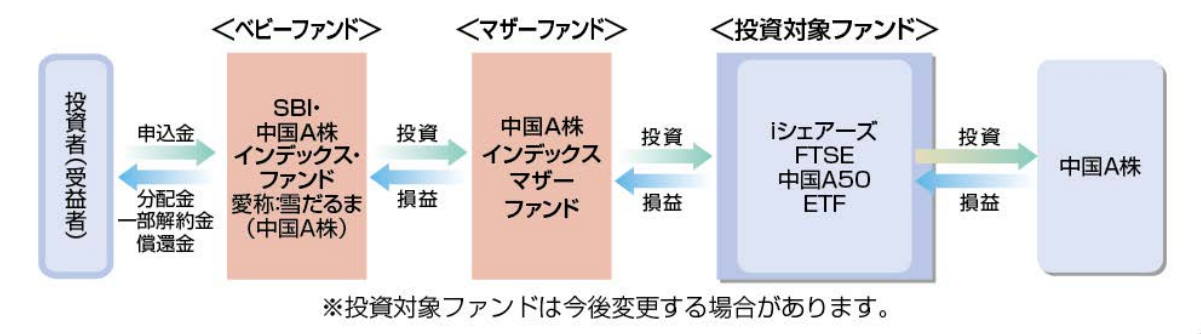 <ベビーファンド>
<マザーファンド>
<投資対象ファンド>
投資者(受益者)
申込金
分配金
一部解約金
償還金
SBI・
中国A株
インデックス・
ファンド
愛称:雪だるま
(中国A株)
投資
損益
中国A株
インデックス
マザー
ファンド
投資
損益
iシェアーズ
FTSE
中国A50
ETF
投資
損益
中国A株
※投資対象ファンドは今後変更する場合があります。